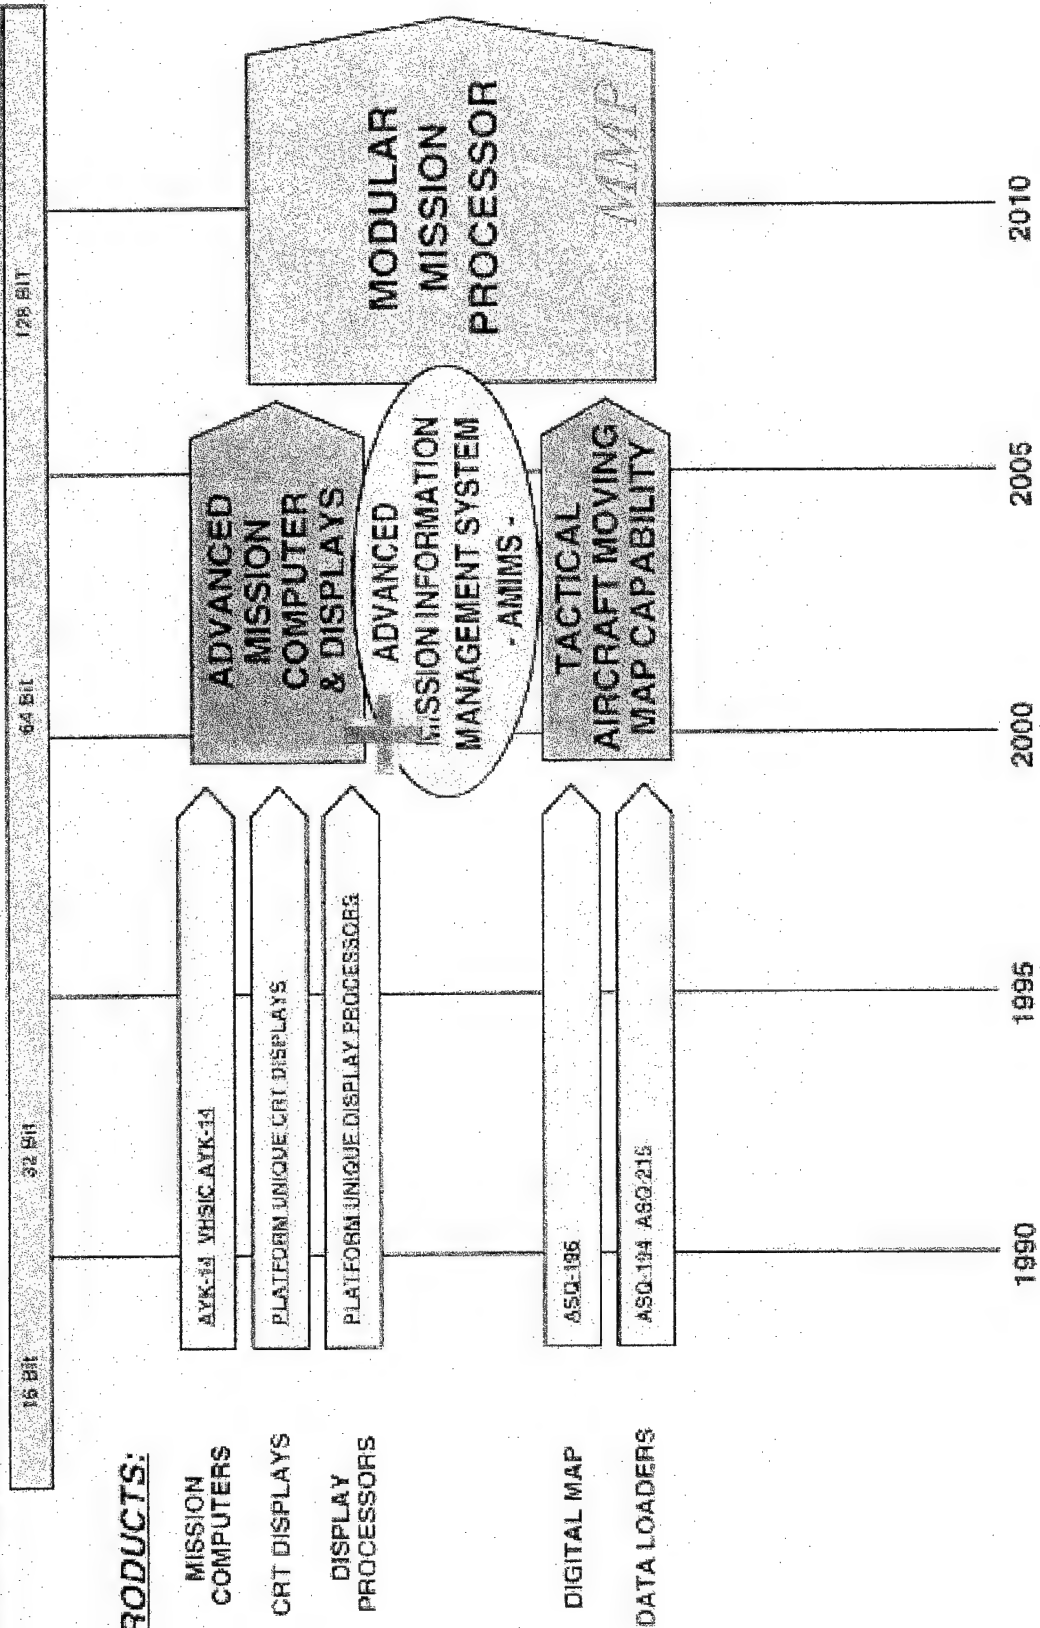 16 Bit
32 Bit
64 Bit
128 BIT
RODUCTS:
MISSION
COMPUTERS
AYK-14 VHSIC AYK-14
CRT DISPLAYS
PLATFORM UNIQUE CRT DISPLAYS
DISPLAY
PROCESSORS
PLATFORM UNIQUE DISPLAY PROCESSORS
DIGITAL MAP
ASQ-196
DATA LOADERS
ASQ-194 ASQ-215
ADVANCED
MISSION
COMPUTER
& DISPLAYS
ADVANCED
MISSION INFORMATION
MANAGEMENT SYSTEM
- AMIMS -
TACTICAL
AIRCRAFT MOVING
MAP CAPABILITY
MODULAR
MISSION
PROCESSOR
MMP
1990
1995
2000
2005
2010